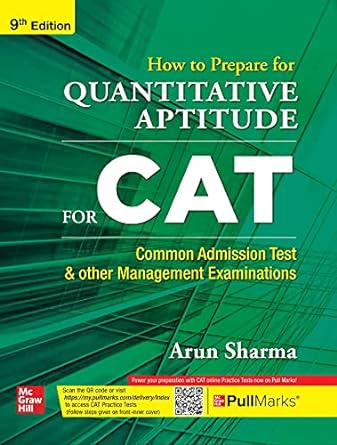 9th Edition
How to Prepare for
QUANTITATIVE
APTITUDE
FOR CAT
Common Admission Test
& other Management Examinations
Arun Sharma
Power your preparation with CAT online Practice Tests now on Pull Marks!
Mc
Graw
Hill
Scan the QR code or visit
https://my.pullmarks.com/delivery/index
to access CAT Practice Tests
(Follow steps given on front-inner cover)
Mc
Graw
Hill
PullMarks®